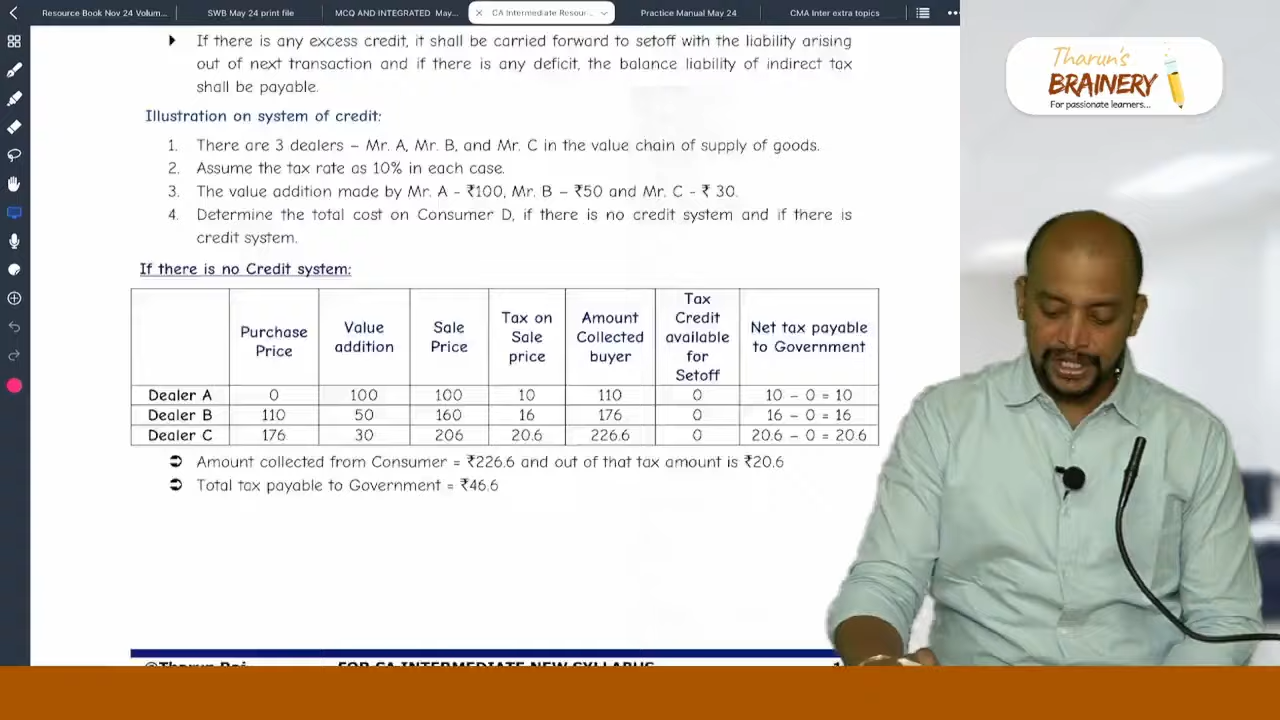 Resource Book Nov 24 Volum...
SWB May 24 print file
MCQ AND INTEGRATED May...
CA Intermediate Resour...
Practice Manual May 24
CMA Inter extra topics
If there is any excess credit, it shall be carried forward to setoff with the liability arising
out of next transaction and if there is any deficit, the balance liability of indirect tax
shall be payable.
Illustration on system of credit:
1. There are 3 dealers – Mr. A, Mr. B, and Mr. C in the value chain of supply of goods.
2. Assume the tax rate as 10% in each case.
3. The value addition made by Mr. A - ₹100, Mr. B – ₹50 and Mr. C - ₹ 30.
4. Determine the total cost on Consumer D, if there is no credit system and if there is
credit system.
If there is no Credit system:
Purchase Price Value addition Sale Price Tax on Sale price Amount Collected buyer Tax Credit available for Setoff Net tax payable to Government
Dealer A 0 100 100 10 110 0 10 – 0 = 10
Dealer B 110 50 160 16 176 0 16 – 0 = 16
Dealer C 176 30 206 20.6 226.6 0 20.6 – 0 = 20.6
Amount collected from Consumer = ₹226.6 and out of that tax amount is ₹20.6
Total tax payable to Government = ₹46.6
©Tharun Raj FOR CA INTERMEDIATE NEW SYLLABUS
Tharun's
BRAINERY
For passionate learners...